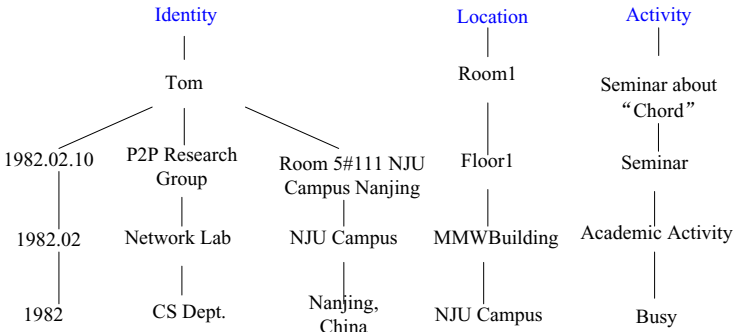 Identity
Location
Activity
Tom
Room1
Seminar about
“Chord”
1982.02.10
P2P Research
Group
Room 5#111 NJU
Campus Nanjing
Floor1
Seminar
1982.02
Network Lab
NJU Campus
MMWBuilding
Academic Activity
1982
CS Dept.
Nanjing,
China
NJU Campus
Busy